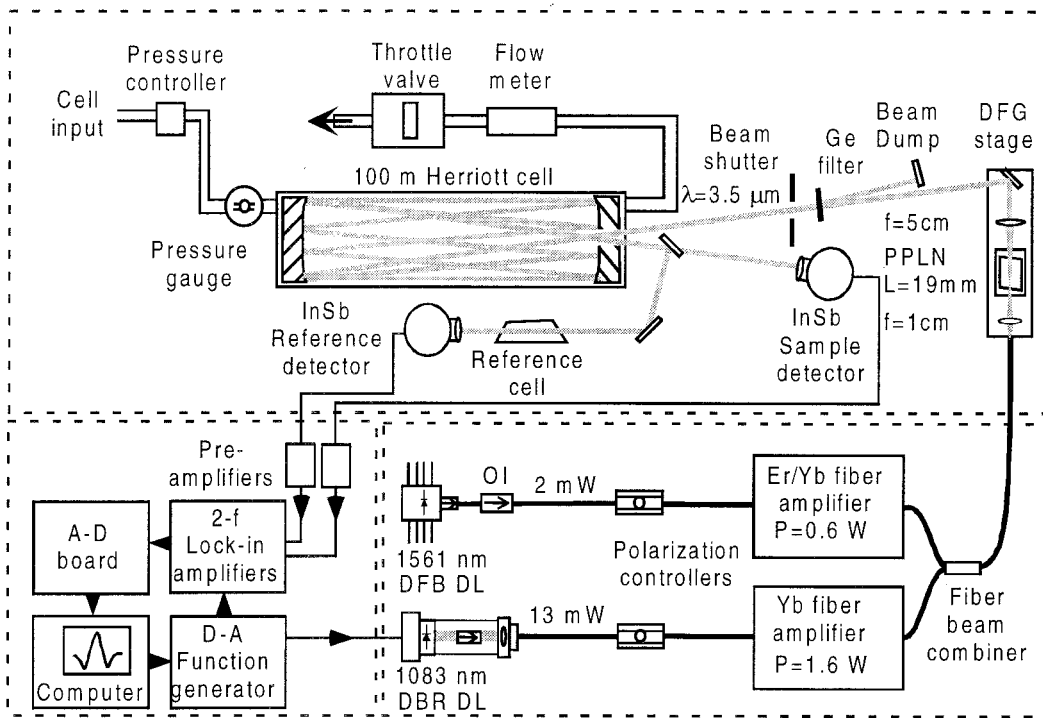 Pressure
controller
Cell
input
Throttle
valve
Flow
meter
Beam
shutter
Ge
filter
Beam
Dump
DFG
stage
100 m Herriott cell
λ=3.5 μm
f=5cm
PPLN
L=19mm
f=1cm
Pressure
gauge
InSb
Reference
detector
Reference
cell
InSb
Sample
detector
Pre-
amplifiers
A-D
board
2-f
Lock-in
amplifiers
Computer
D-A
Function
generator
OI
2 mW
1561 nm
DFB DL
Polarization
controllers
Er/Yb fiber
amplifier
P=0.6 W
13 mW
1083 nm
DBR DL
Yb fiber
amplifier
P=1.6 W
Fiber
beam
combiner